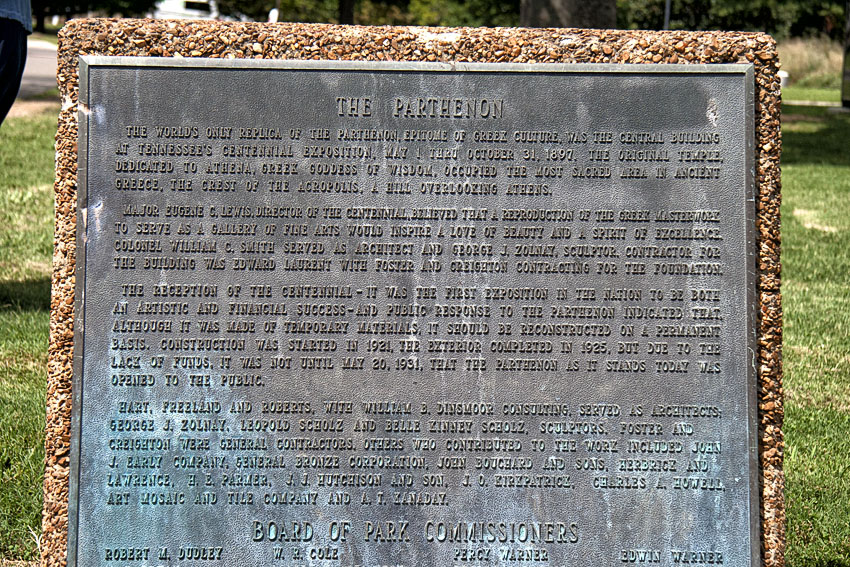 THE PARTHENON
THE WORLD'S ONLY REPLICA OF THE PARTHENON, EPITOME OF GREEK CULTURE, WAS THE CENTRAL BUILDING
AT TENNESSEE'S CENTENNIAL EXPOSITION, MAY 1 THRU OCTOBER 31, 1897. THE ORIGINAL TEMPLE,
DEDICATED TO ATHENA, GREEK GODDESS OF WISDOM, OCCUPIED THE MOST SACRED AREA IN ANCIENT
GREECE, THE CREST OF THE ACROPOLIS, A HILL OVERLOOKING ATHENS.
MAJOR EUGENE C. LEWIS, DIRECTOR OF THE CENTENNIAL, BELIEVED THAT A REPRODUCTION OF THE GREEK MASTERWORK
TO SERVE AS A GALLERY OF FINE ARTS WOULD INSPIRE A LOVE OF BEAUTY AND A SPIRIT OF EXCELLENCE.
COLONEL WILLIAM C. SMITH SERVED AS ARCHITECT AND GEORGE J. ZOLNAY, SCULPTOR. CONTRACTOR FOR
THE BUILDING WAS EDWARD LAURENT WITH FOSTER AND CREIGHTON CONTRACTING FOR THE FOUNDATION.
THE RECEPTION OF THE CENTENNIAL - IT WAS THE FIRST EXPOSITION IN THE NATION TO BE BOTH
AN ARTISTIC AND FINANCIAL SUCCESS - AND PUBLIC RESPONSE TO THE PARTHENON INDICATED THAT,
ALTHOUGH IT WAS MADE OF TEMPORARY MATERIALS, IT SHOULD BE RECONSTRUCTED ON A PERMANENT
BASIS. CONSTRUCTION WAS STARTED IN 1921, THE EXTERIOR COMPLETED IN 1925, BUT DUE TO THE
LACK OF FUNDS, IT WAS NOT UNTIL MAY 20, 1931, THAT THE PARTHENON AS IT STANDS TODAY WAS
OPENED TO THE PUBLIC.
HART, FREELAND AND ROBERTS, WITH WILLIAM B. DINSMOOR CONSULTING, SERVED AS ARCHITECTS;
GEORGE J. ZOLNAY, LEOPOLD SCHOLZ AND BELLE KINNEY SCHOLZ, SCULPTORS. FOSTER AND
CREIGHTON WERE GENERAL CONTRACTORS. OTHERS WHO CONTRIBUTED TO THE WORK INCLUDED JOHN
J. EARLY COMPANY, GENERAL BRONZE CORPORATION, JOHN BOUCHARD AND SONS, HERBRICK AND
LAWRENCE, H. E. PARMER, J. J. HUTCHISON AND SON, J. O. KIRKPATRICK, CHARLES A. HOWELL,
ART MOSAIC AND TILE COMPANY AND A. T. KANADAY.
BOARD OF PARK COMMISSIONERS
ROBERT M. DUDLEY W. R. COLE PERCY WARNER EDWIN WARNER